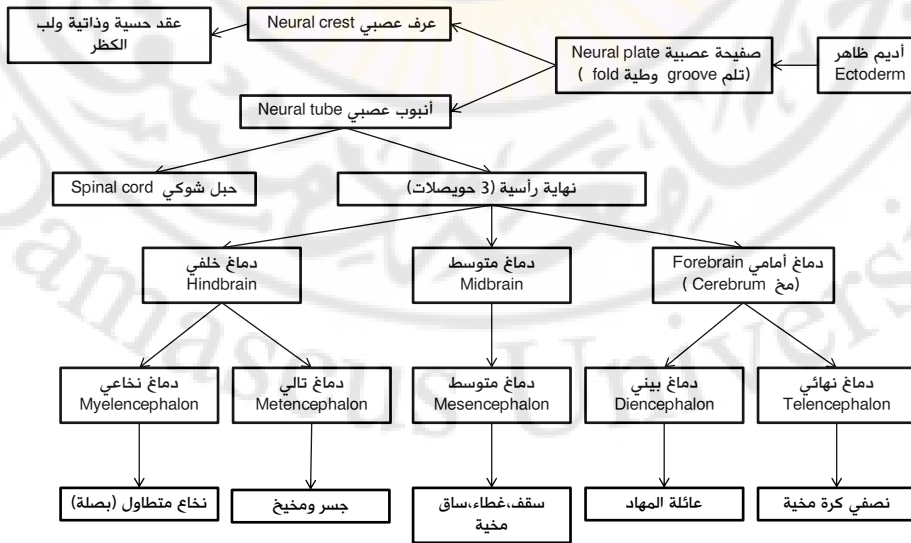 أديم ظاهر
Ectoderm
صفيحة عصبية Neural plate
(تلم groove وطية fold )
عرف عصبي Neural crest
عقد حسية وذاتية ولب
الكظر
أنبوب عصبي Neural tube
نهاية رأسية (3 حويصلات)
حبل شوكي Spinal cord
دماغ أمامي Forebrain
(مخ Cerebrum )
دماغ متوسط
Midbrain
دماغ خلفي
Hindbrain
دماغ نهائي
Telencephalon
دماغ بيني
Diencephalon
دماغ متوسط
Mesencephalon
دماغ تالي
Metencephalon
دماغ نخاعي
Myelencephalon
نصفي كرة مخية
عائلة المهاد
سقف،غطاء،ساق
مخية
جسر ومخيخ
نخاع متطاول (بصلة)
Damascus University